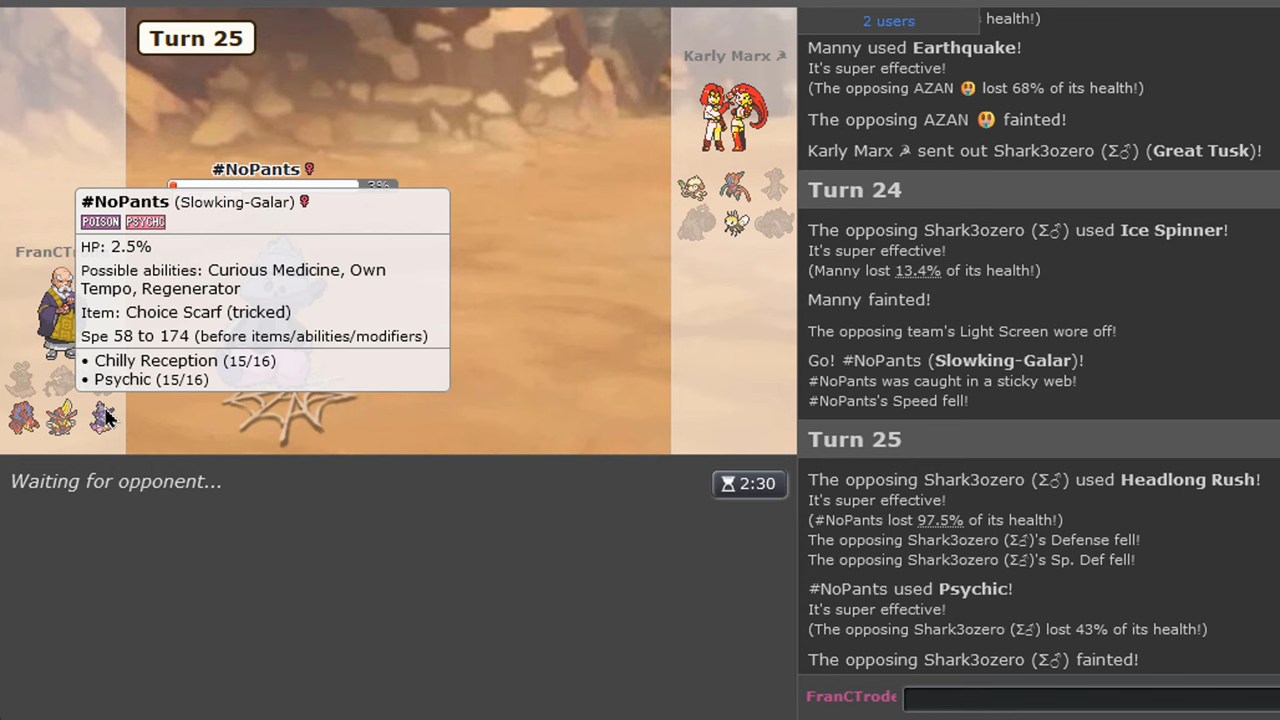 Turn 25
#NoPants
3%
#NoPants (Slowking-Galar)
POISON PSYCHC
HP: 2.5%
Possible abilities: Curious Medicine, Own
Tempo, Regenerator
Item: Choice Scarf (tricked)
Spe 58 to 174 (before items/abilities/modifiers)
• Chilly Reception (15/16)
• Psychic (15/16)
FranCT
Karly Marx ☭
Waiting for opponent...
2:30
2 users
health!)
Manny used Earthquake!
It's super effective!
(The opposing AZAN 🤑 lost 68% of its health!)
The opposing AZAN 🤑 fainted!
Karly Marx ☭ sent out Shark3ozero (Σ♂) (Great Tusk)!
Turn 24
The opposing Shark3ozero (Σ♂) used Ice Spinner!
It's super effective!
(Manny lost 13.4% of its health!)
Manny fainted!
The opposing team's Light Screen wore off!
Go! #NoPants (Slowking-Galar)!
#NoPants was caught in a sticky web!
#NoPants's Speed fell!
Turn 25
The opposing Shark3ozero (Σ♂) used Headlong Rush!
It's super effective!
(#NoPants lost 97.5% of its health!)
The opposing Shark3ozero (Σ♂)'s Defense fell!
The opposing Shark3ozero (Σ♂)'s Sp. Def fell!
#NoPants used Psychic!
It's super effective!
(The opposing Shark3ozero (Σ♂) lost 43% of its health!)
The opposing Shark3ozero (Σ♂) fainted!
FranCTrode